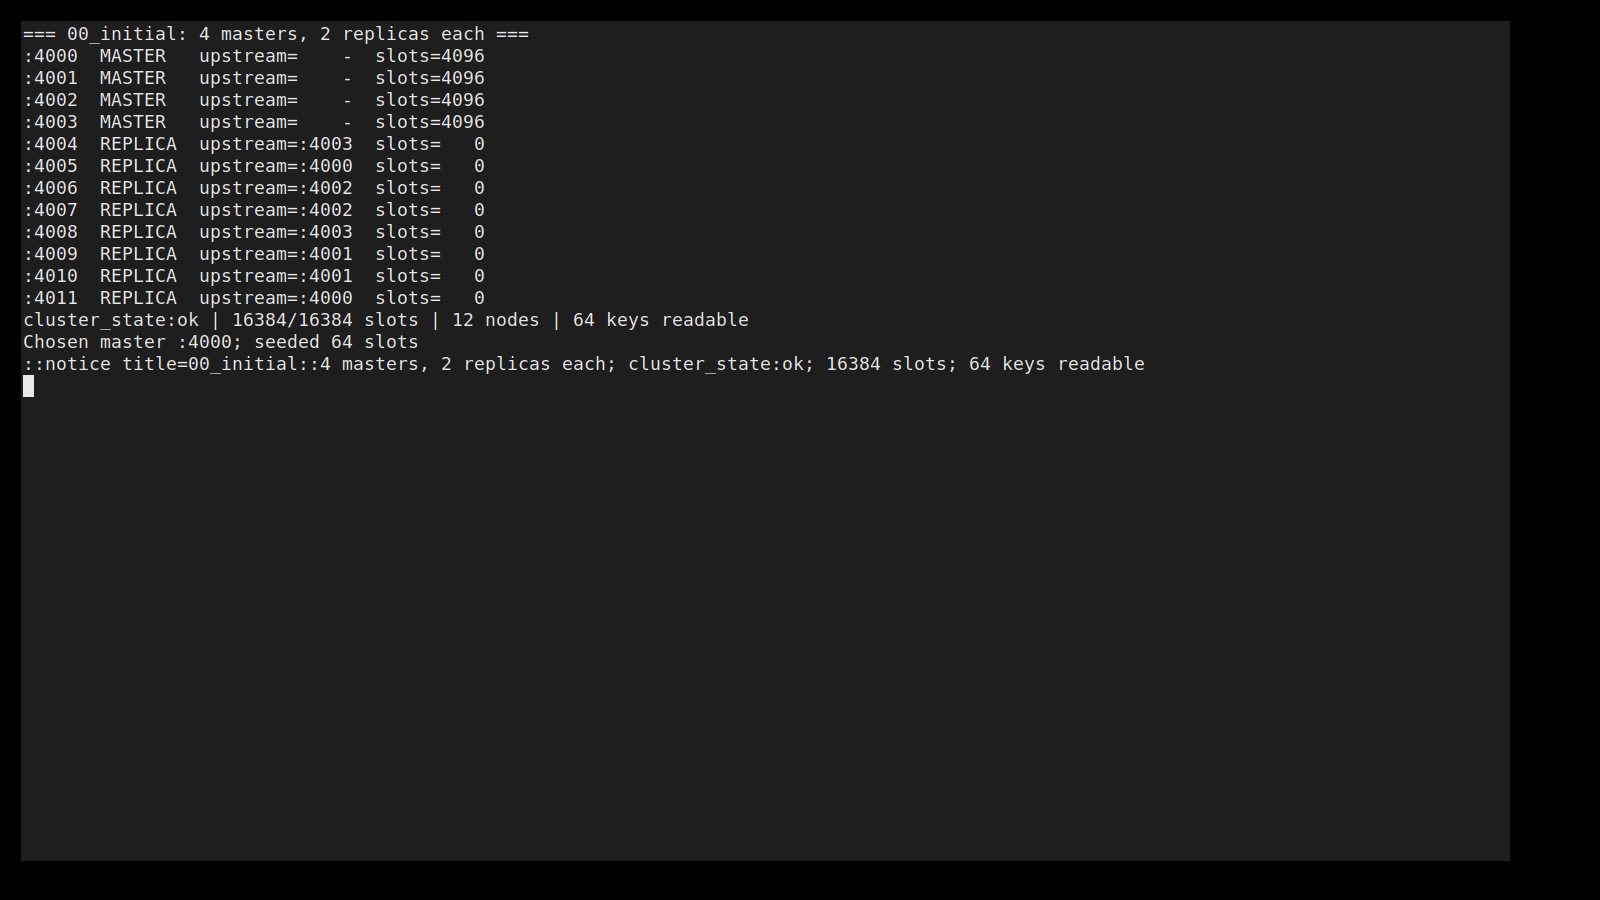 === 00_initial: 4 masters, 2 replicas each ===
:4000  MASTER   upstream=    -  slots=4096
:4001  MASTER   upstream=    -  slots=4096
:4002  MASTER   upstream=    -  slots=4096
:4003  MASTER   upstream=    -  slots=4096
:4004  REPLICA  upstream=:4003  slots=   0
:4005  REPLICA  upstream=:4000  slots=   0
:4006  REPLICA  upstream=:4002  slots=   0
:4007  REPLICA  upstream=:4002  slots=   0
:4008  REPLICA  upstream=:4003  slots=   0
:4009  REPLICA  upstream=:4001  slots=   0
:4010  REPLICA  upstream=:4001  slots=   0
:4011  REPLICA  upstream=:4000  slots=   0
cluster_state:ok | 16384/16384 slots | 12 nodes | 64 keys readable
Chosen master :4000; seeded 64 slots
::notice title=00_initial::4 masters, 2 replicas each; cluster_state:ok; 16384 slots; 64 keys readable